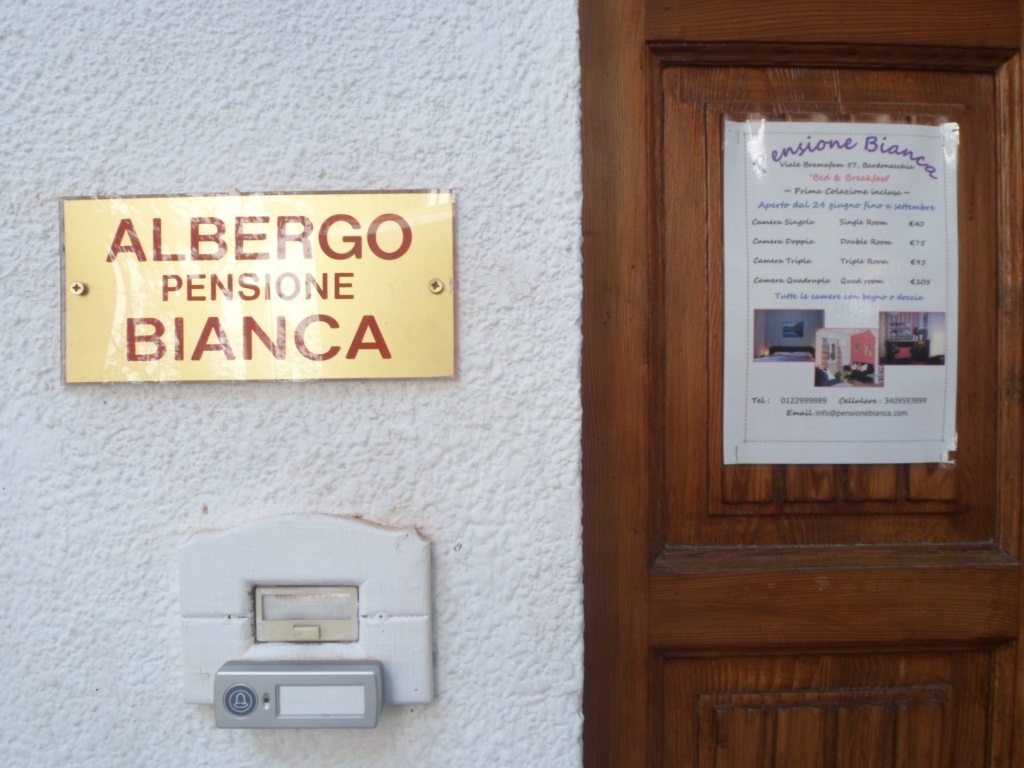 ALBERGO
PENSIONE
BIANCA
Pensione Bianca
Viale Bramafam 57, Bardonecchia
"Bed & Breakfast"
~ Prima Colazione inclusa ~
Aperto dal 24 giugno fino a settembre
Camera Singola Single Room €40
Camera Doppia Double Room €75
Camera Tripla Triple Room €95
Camera Quadrupla Quad room €105
Tutte le camere con bagno o doccia
Tel : 0122999889 Cellulare : 3409593899
Email :info@pensionebianca.com